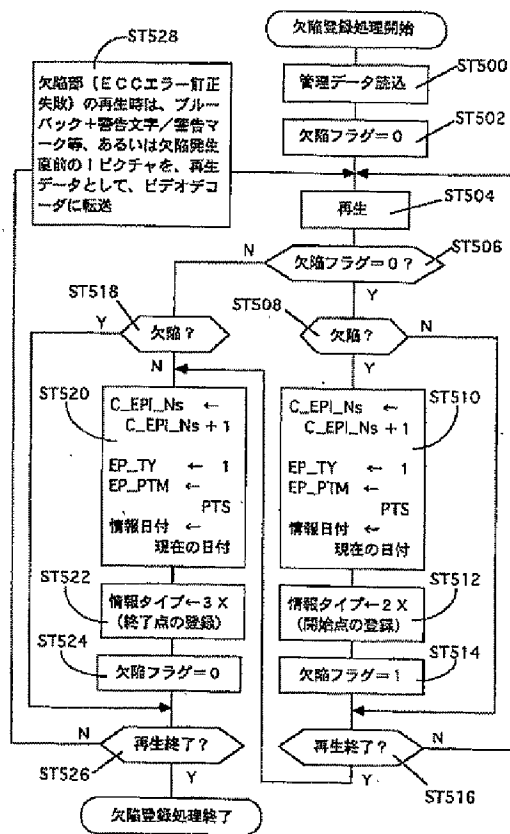 欠陥登録処理開始
ST528
欠陥部(ECCエラー訂正
失敗)の再生時は、ブルー
バック+警告文字/警告マ
ーク等、あるいは欠陥発生
直前のIピクチャを、再生
データとして、ビデオデコ
ーダに転送
管理データ読込
ST500
欠陥フラグ=0
ST502
再生
ST504
欠陥フラグ=0?
ST506
N
Y
ST518
欠陥?
Y
N
ST508
欠陥?
N
Y
ST520
C_EPI_Ns ←
C_EPI_Ns + 1
EP_TY ← 1
EP_PTM ←
PTS
情報日付 ←
現在の日付
ST510
C_EPI_Ns ←
C_EPI_Ns + 1
EP_TY ← 1
EP_PTM ←
PTS
情報日付 ←
現在の日付
ST522
情報タイプ←3X
(終了点の登録)
ST512
情報タイプ←2X
(開始点の登録)
ST524
欠陥フラグ=0
ST514
欠陥フラグ=1
再生終了?
N
Y
ST526
再生終了?
N
Y
ST516
欠陥登録処理終了